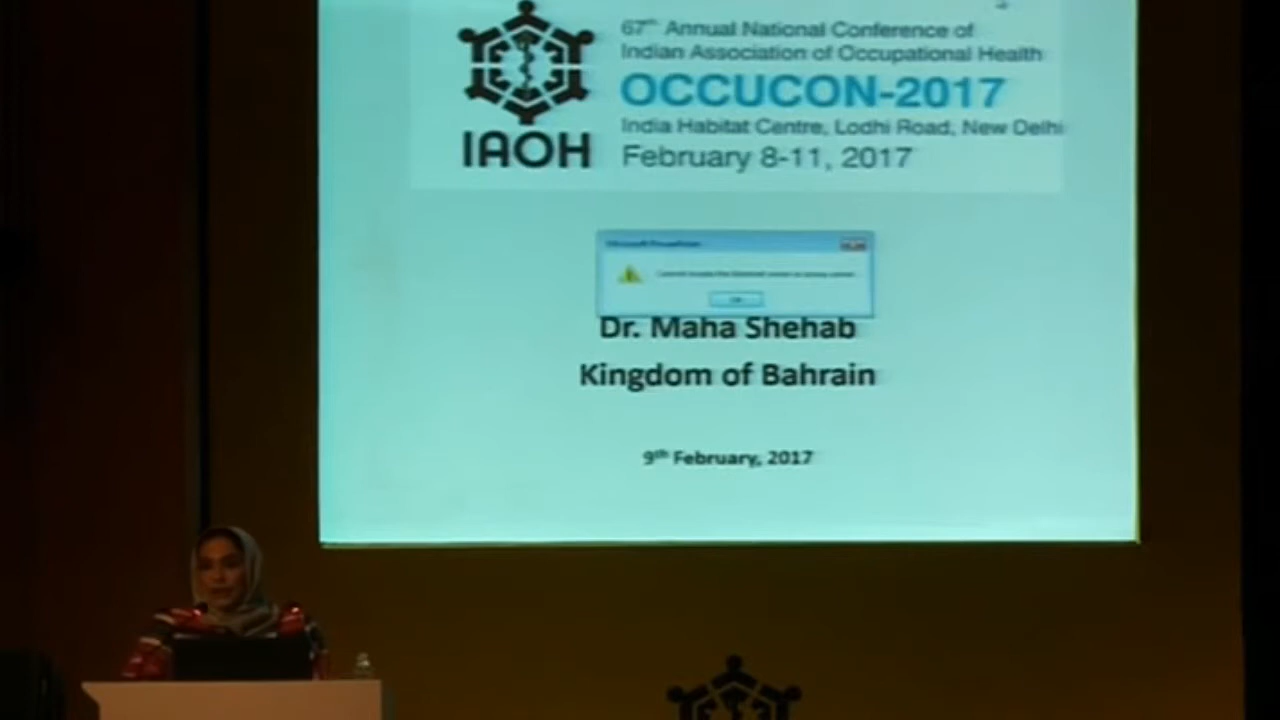 67th Annual National Conference of
Indian Association of Occupational Health
OCCUCON-2017
India Habitat Centre, Lodhi Road, New Delhi
IAOH
February 8-11, 2017
Dr. Maha Shehab
Kingdom of Bahrain
9th February, 2017